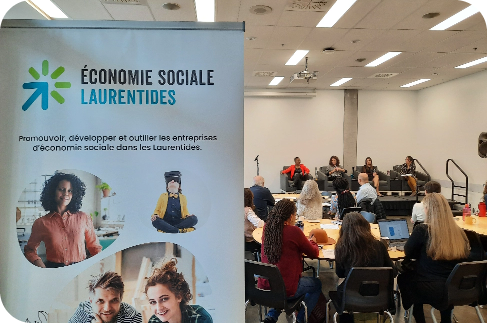 ÉCONOMIE SOCIALE
LAURENTIDES
Promouvoir, développer et outiller les entreprises
d'économie sociale dans les Laurentides.